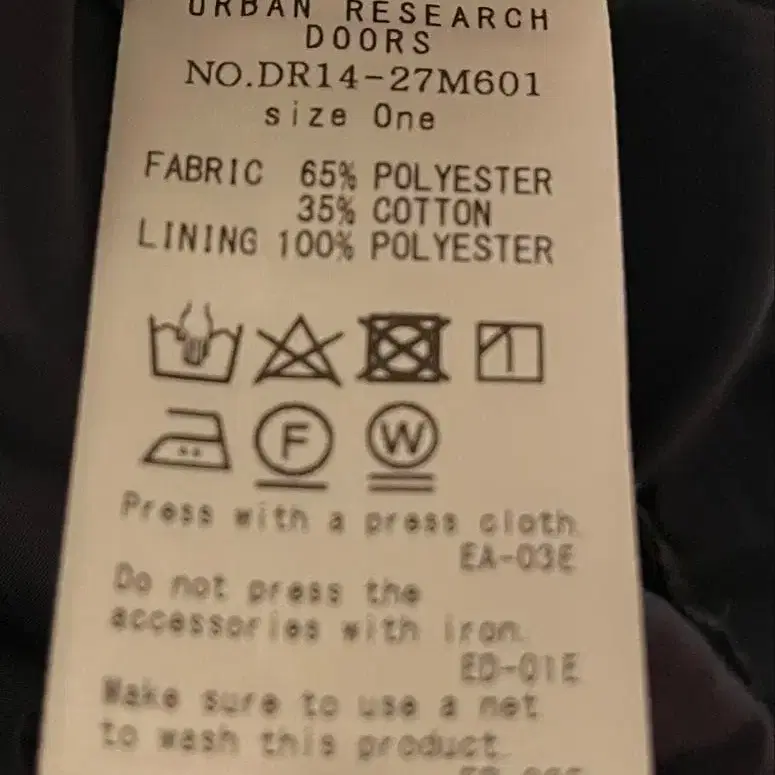 URBAN RESEARCH
DOORS
NO.DR14-27M601
size One
FABRIC 65% POLYESTER
35% COTTON
LINING 100% POLYESTER
F W
Press with a press cloth.
EA-03E
Do not press the
accessories with iron.
ED-01E
Make sure to use a net
to wash this product.